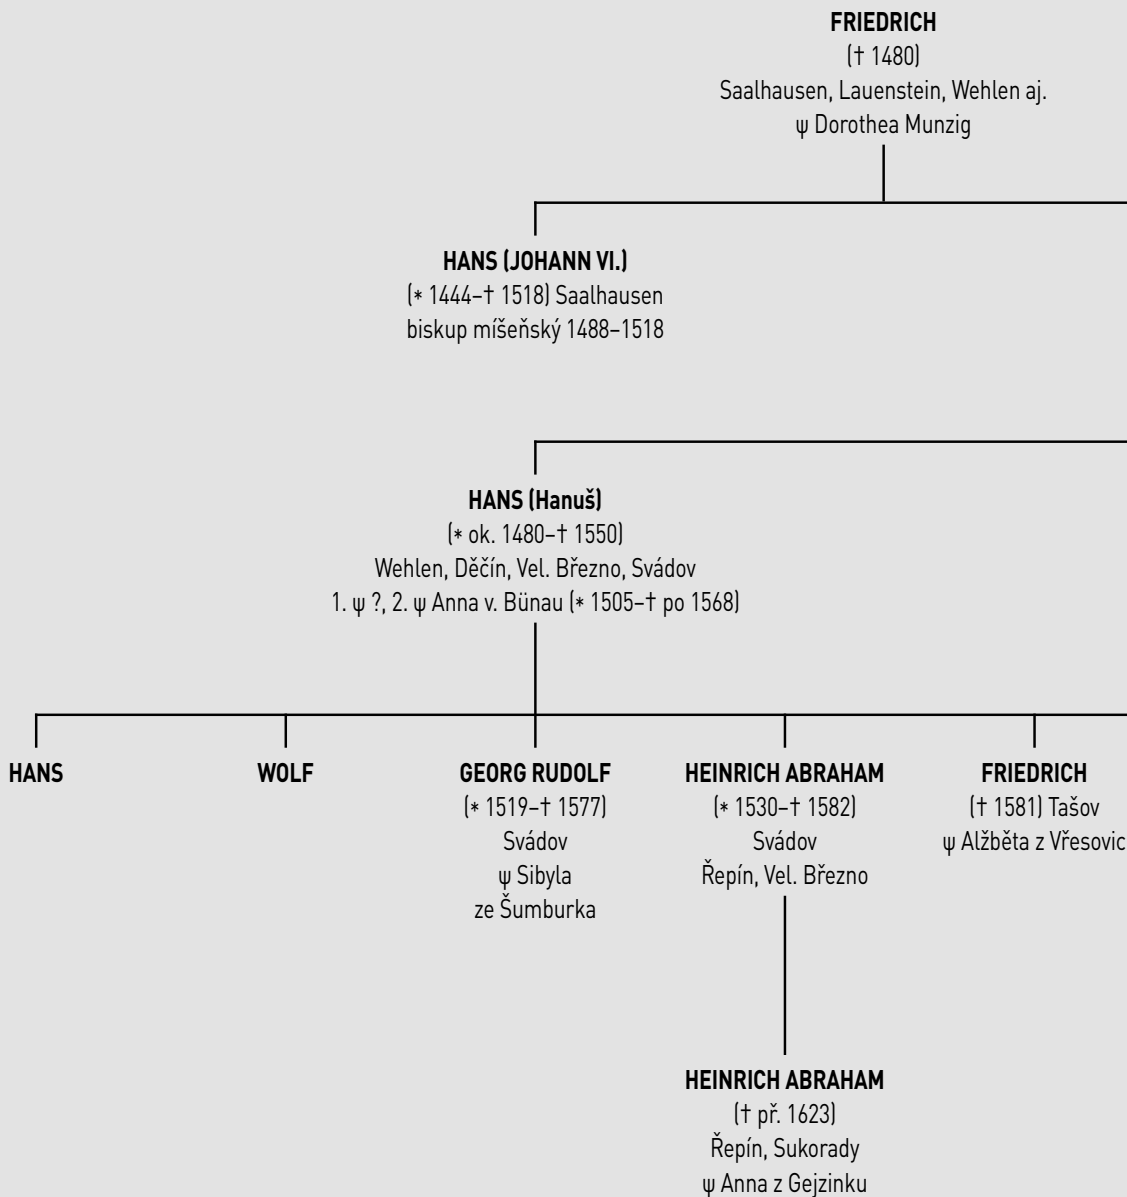 FRIEDRICH
(† 1480)
Saalhausen, Lauenstein, Wehlen aj.
ψ Dorothea Munzig
HANS (JOHANN VI.)
(* 1444–† 1518) Saalhausen
biskup míšeňský 1488–1518
HANS (Hanuš)
(* ok. 1480–† 1550)
Wehlen, Děčín, Vel. Březno, Svádov
1. ψ ?, 2. ψ Anna v. Bünau (* 1505–† po 1568)
HANS
WOLF
GEORG RUDOLF
(* 1519–† 1577)
Svádov
ψ Sibyla
ze Šumburka
HEINRICH ABRAHAM
(* 1530–† 1582)
Svádov
Řepín, Vel. Březno
FRIEDRICH
(† 1581) Tašov
ψ Alžběta z Vřesovic
HEINRICH ABRAHAM
(† př. 1623)
Řepín, Sukorady
ψ Anna z Gejzinku